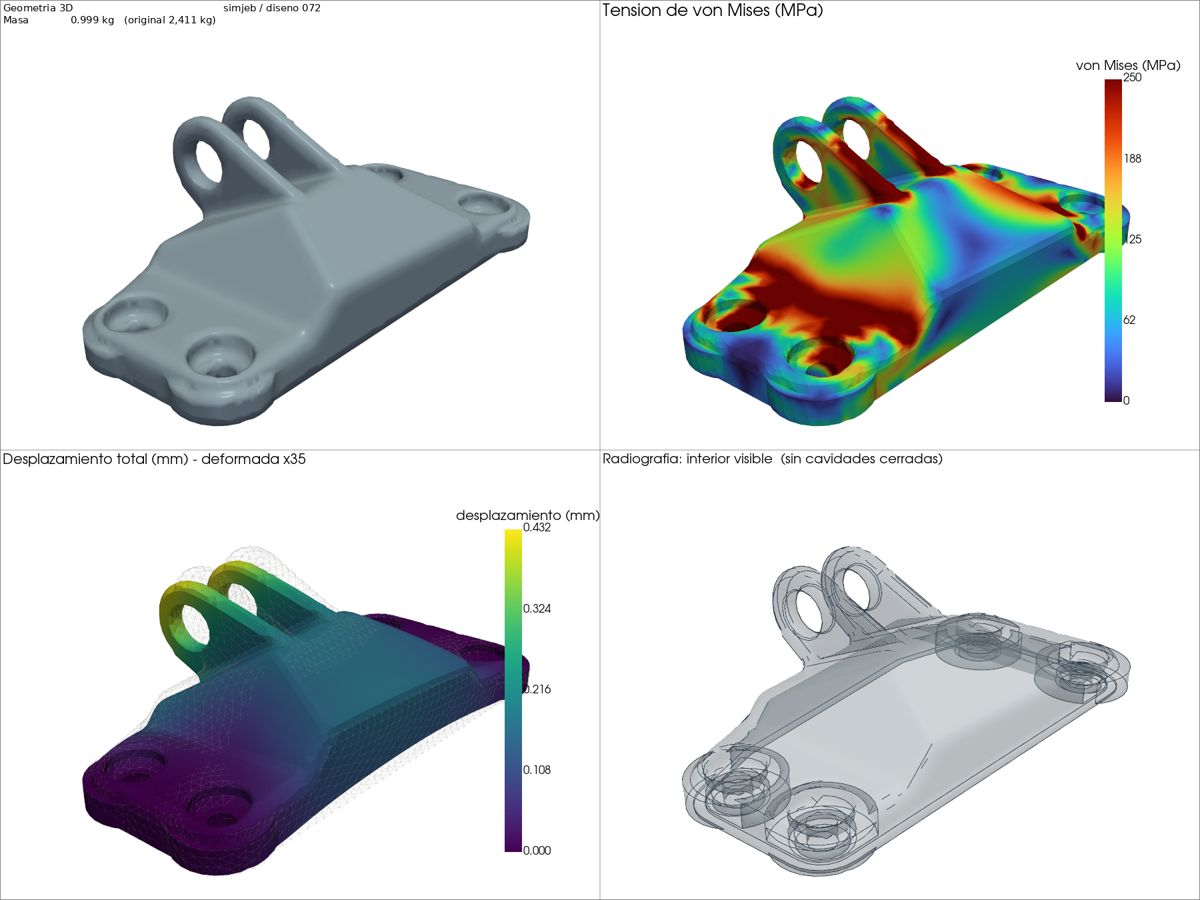 Geometria 3D simjeb / diseno 072
Masa 0.999 kg (original 2,411 kg)
Tension de von Mises (MPa)
von Mises (MPa)
250
188
125
62
0
Desplazamiento total (mm) - deformada x35
desplazamiento (mm)
0.432
0.324
0.216
0.108
0.000
Radiografia: interior visible (sin cavidades cerradas)